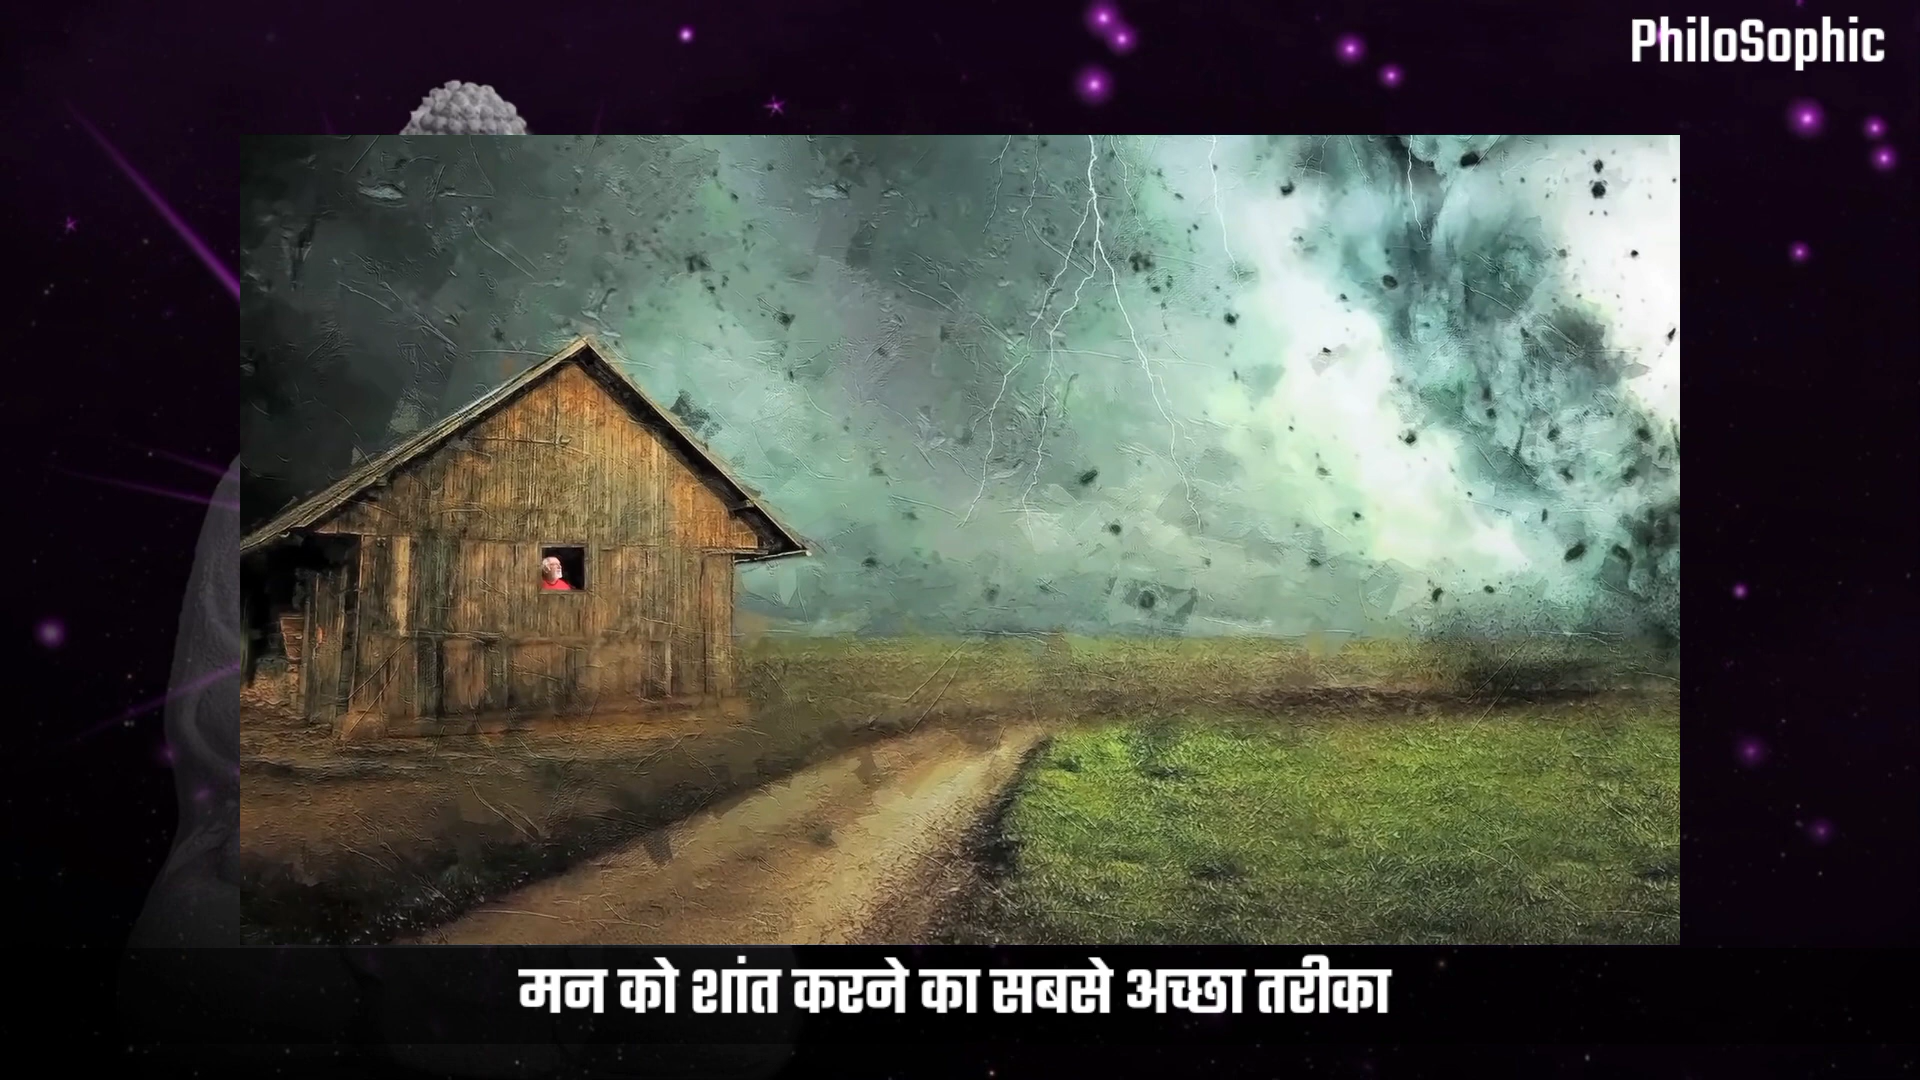 PhiloSophic
मन को शांत करने का सबसे अच्छा तरीका